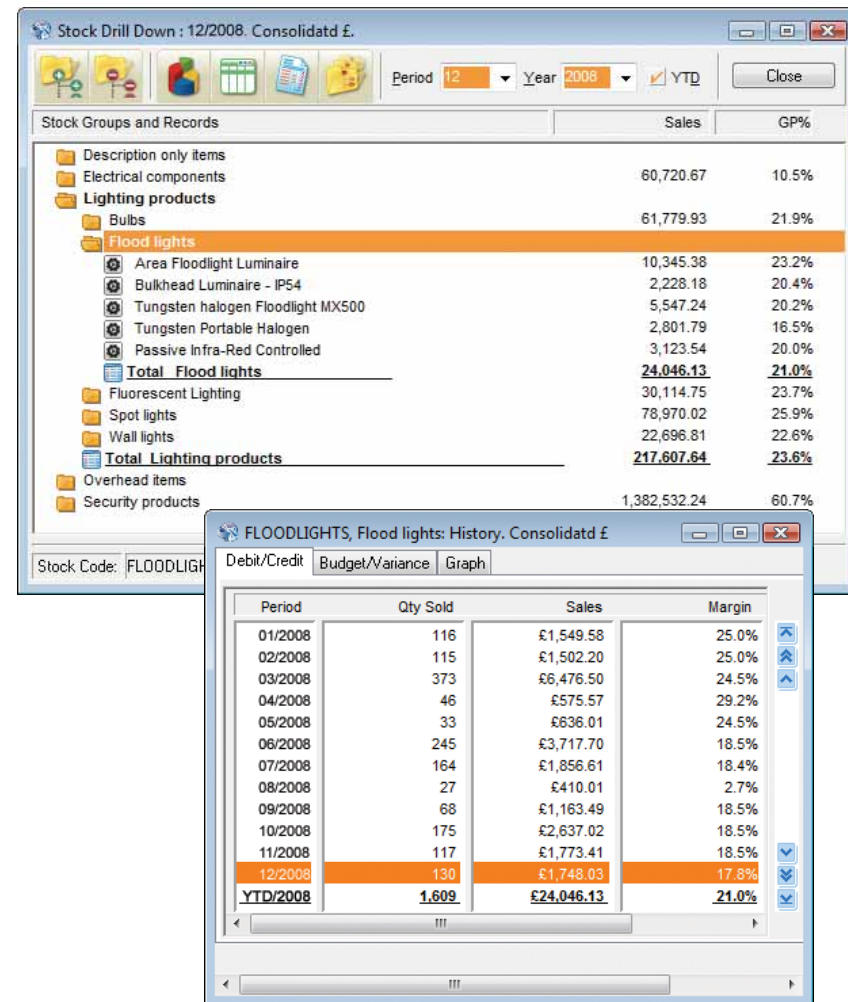 Stock Drill Down : 12/2008. Consolidatd £.
Period 12 Year 2008 YTD Close
Stock Groups and Records Sales GP%
Description only items
Electrical components 60,720.67 10.5%
Lighting products
Bulbs 61,779.93 21.9%
Flood lights
Area Floodlight Luminaire 10,345.38 23.2%
Bulkhead Luminaire - IP54 2,228.18 20.4%
Tungsten halogen Floodlight MX500 5,547.24 20.2%
Tungsten Portable Halogen 2,801.79 16.5%
Passive Infra-Red Controlled 3,123.54 20.0%
Total Flood lights 24,046.13 21.0%
Fluorescent Lighting 30,114.75 23.7%
Spot lights 78,970.02 25.9%
Wall lights 22,696.81 22.6%
Total Lighting products 217,607.64 23.6%
Overhead items
Security products 1,382,532.24 60.7%
Stock Code: FLOODLIGH
FLOODLIGHTS, Flood lights: History. Consolidatd £
Debit/Credit Budget/Variance Graph
Period Qty Sold Sales Margin
01/2008 116 £1,549.58 25.0%
02/2008 115 £1,502.20 25.0%
03/2008 373 £6,476.50 24.5%
04/2008 46 £575.57 29.2%
05/2008 33 £636.01 24.5%
06/2008 245 £3,717.70 18.5%
07/2008 164 £1,856.61 18.4%
08/2008 27 £410.01 2.7%
09/2008 68 £1,163.49 18.5%
10/2008 175 £2,637.02 18.5%
11/2008 117 £1,773.41 18.5%
12/2008 130 £1,748.03 17.8%
YTD/2008 1,609 £24,046.13 21.0%